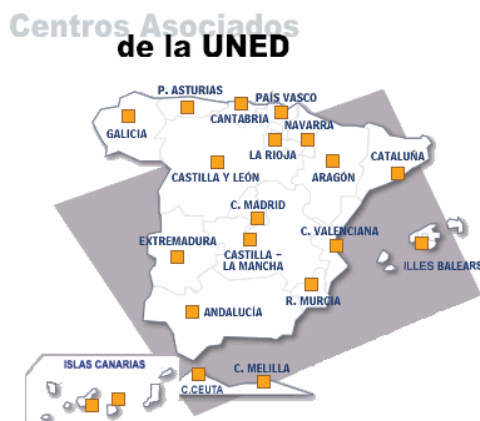 Centros Asociados
de la UNED
P. ASTURIAS
PAÍS VASCO
CANTABRIA
GALICIA
NAVARRA
LA RIOJA
CATALUÑA
CASTILLA Y LEÓN
ARAGÓN
C. MADRID
C. VALENCIANA
EXTREMADURA
CASTILLA –
LA MANCHA
ILLES BALEARS
R. MURCIA
ANDALUCÍA
ISLAS CANARIAS
C. MELILLA
C.CEUTA